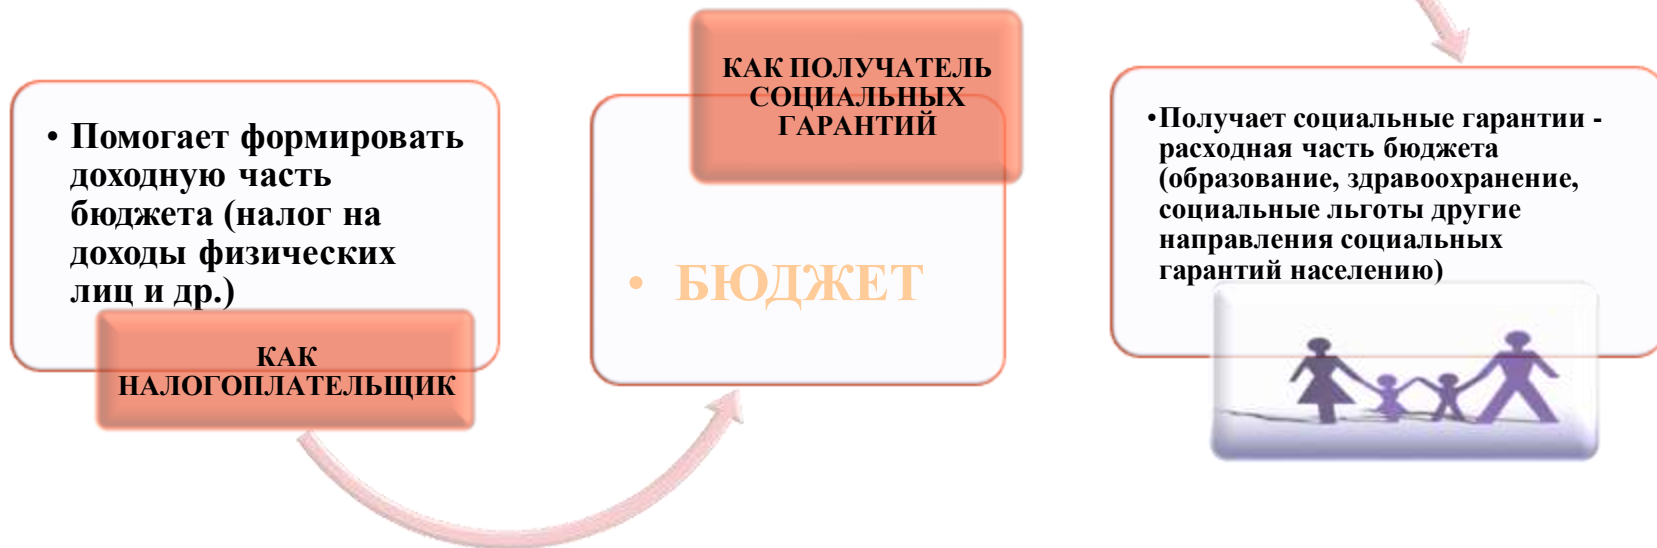 • Помогает формировать
доходную часть
бюджета (налог на
доходы физических
лиц и др.)
КАК
НАЛОГОПЛАТЕЛЬЩИК
КАК ПОЛУЧАТЕЛЬ
СОЦИАЛЬНЫХ
ГАРАНТИЙ
• БЮДЖЕТ
•Получает социальные гарантии -
расходная часть бюджета
(образование, здравоохранение,
социальные льготы другие
направления социальных
гарантий населению)